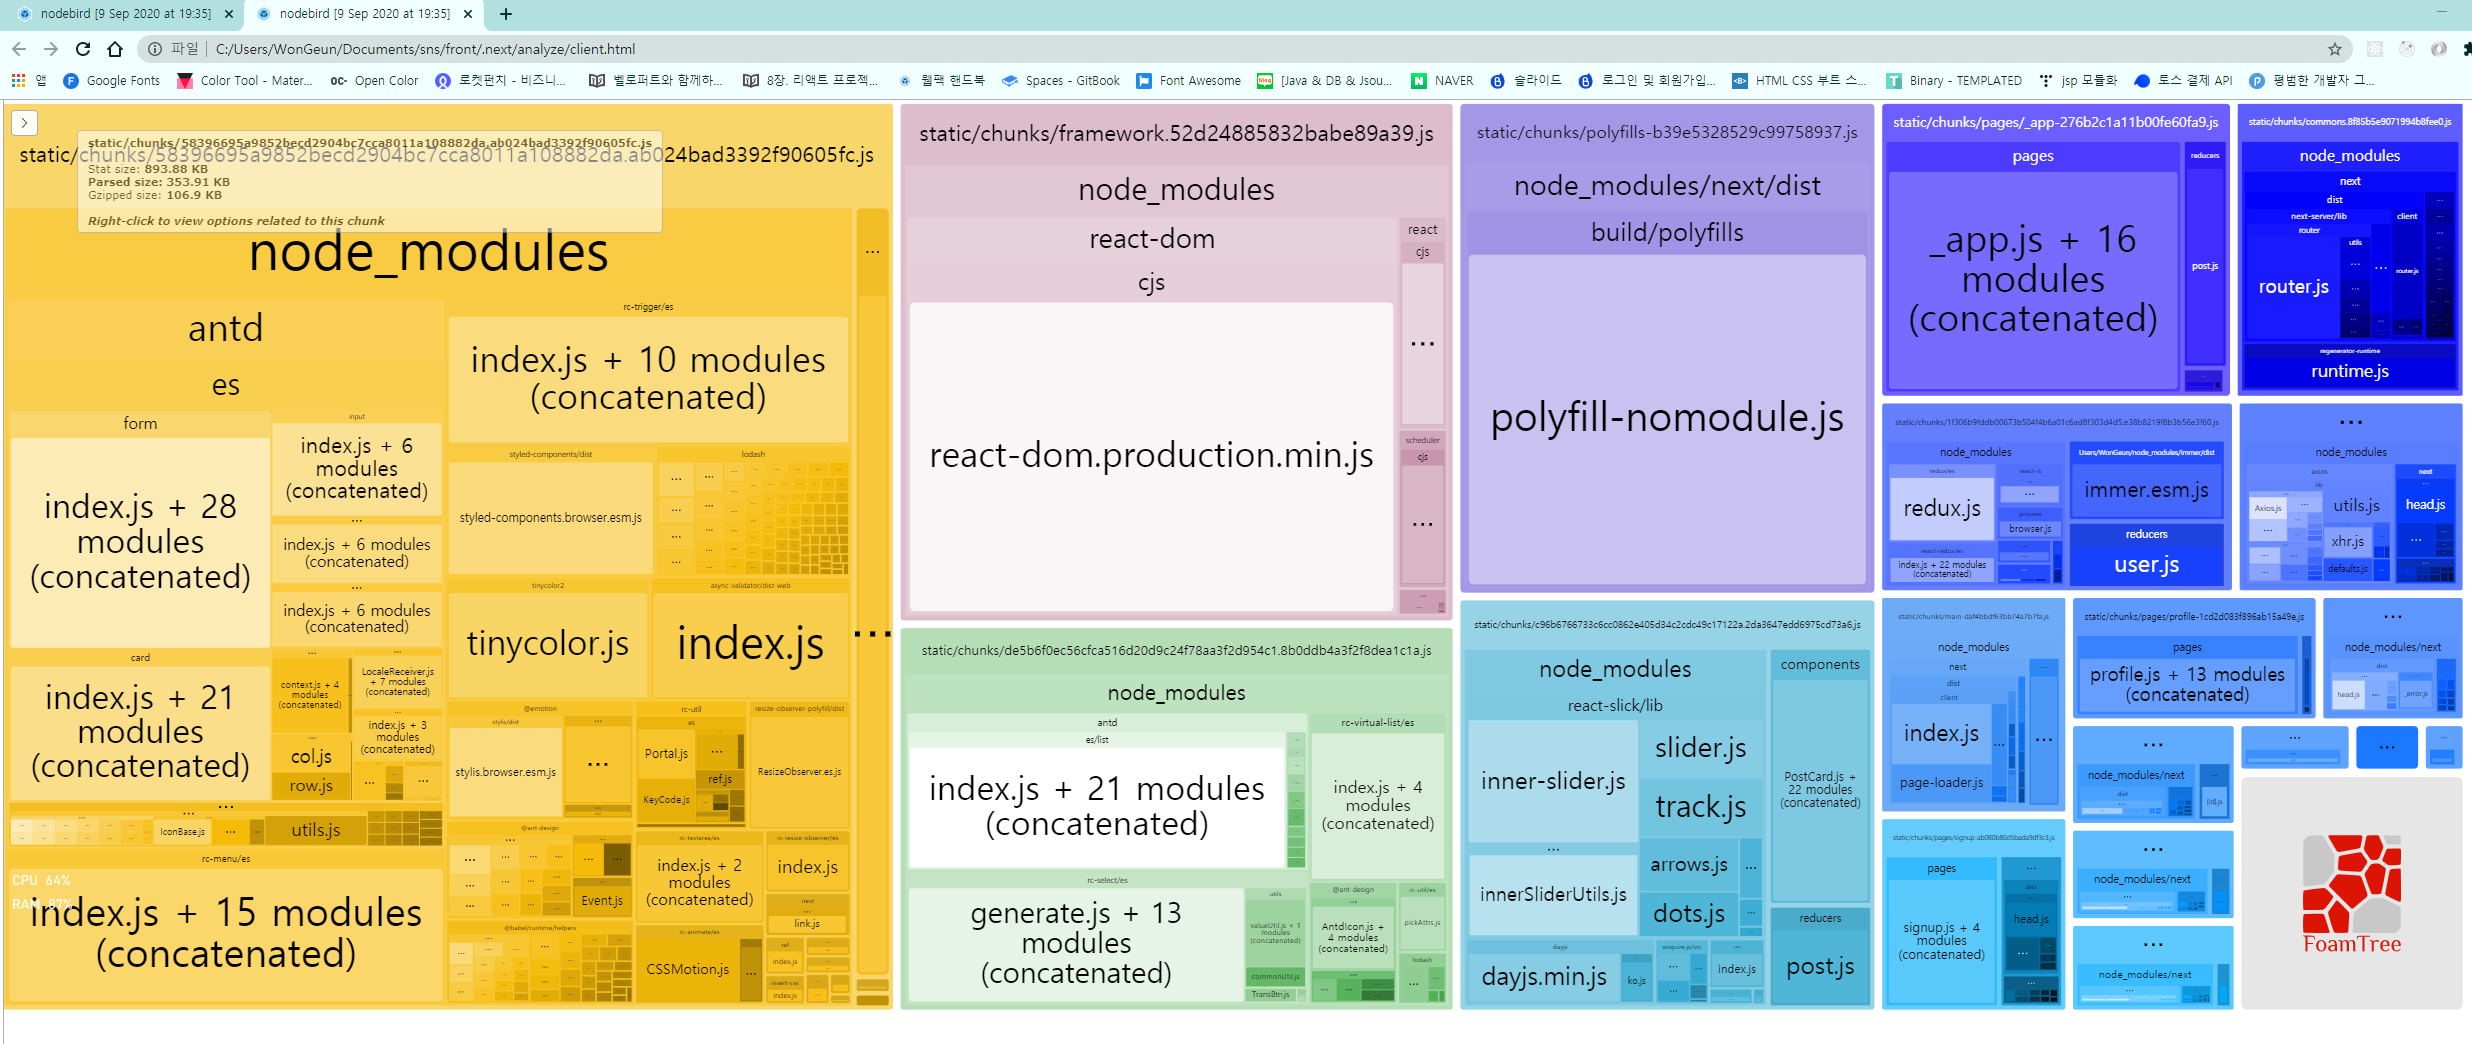 nodebird [9 Sep 2020 at 19:35]
nodebird [9 Sep 2020 at 19:35]
파일
C:/Users/WonGeun/Documents/sns/front/.next/analyze/client.html
앱
Google Fonts
Color Tool - Mater...
OC- Open Color
로켓펀치 - 비즈니...
벨로퍼트와 함께하...
8장. 리액트 프로젝...
웹팩 핸드북
Spaces - GitBook
Font Awesome
[Java & DB & Jsou...
NAVER
슬라이드
로그인 및 회원가입...
HTML CSS 부트 스...
Binary - TEMPLATED
jsp 모듈화
토스 결제 API
평범한 개발자 그...
static/chunks/58396695a9852becd2904bc7cca8011a108882da.ab024bad3392f90605fc.js
static/chunks/58396695a9852becd2904bc7cca8011a108882da.ab024bad3392f90605fc.js
Stat size: 893.88 KB
Parsed size: 353.91 KB
Gzipped size: 106.9 KB
Right-click to view options related to this chunk
node_modules
...
antd
es
form
index.js + 28
modules
(concatenated)
input
index.js + 6
modules
(concatenated)
...
index.js + 6 modules
(concatenated)
...
index.js + 6 modules
(concatenated)
card
index.js + 21
modules
(concatenated)
context.js + 4
modules
(concatenated)
LocaleReceiver.js
+ 7 modules
(concatenated)
index.js + 3
modules
(concatenated)
col.js
row.js
IconBase.js
utils.js
rc-menu/es
CPU 64%
RAM 87%
index.js + 15 modules
(concatenated)
rc-trigger/es
index.js + 10 modules
(concatenated)
styled-components/dist
styled-components.browser.esm.js
lodash
tinycolor2
tinycolor.js
async-validator/dist-web
index.js
@emotion
stylis/dist
stylis.browser.esm.js
rc-util
es
Portal.js
ref.js
KeyCode.js
resize-observer-polyfill/dist
ResizeObserver.es.js
@ant-design
Event.js
rc-textarea/es
index.js + 2
modules
(concatenated)
rc-resize-observer/es
index.js
next
link.js
@babel/runtime/helpers
rc-animate/es
CSSMotion.js
ref
index.js
insert-css
index.js
static/chunks/framework.52d24885832babe89a39.js
node_modules
react-dom
cjs
react-dom.production.min.js
react
cjs
scheduler
cjs
static/chunks/de5b6f0ec56cfca516d20d9c24f78aa3f2d954c1.8b0ddb4a3f2f8dea1c1a.js
node_modules
antd
es/list
index.js + 21 modules
(concatenated)
rc-virtual-list/es
index.js + 4
modules
(concatenated)
rc-select/es
generate.js + 13
modules
(concatenated)
utils
valueUtil.js + 1
modules
(concatenated)
commonUtil.js
TransBtn.js
@ant-design
AntdIcon.js +
4 modules
(concatenated)
rc-util/es
pickAttrs.js
lodash
static/chunks/polyfills-b39e5328529c99758937.js
node_modules/next/dist
build/polyfills
polyfill-nomodule.js
static/chunks/c96b6766733c6cc0862e405d34c2cdc49c17122a.2da3647edd6975cd73a6.js
node_modules
react-slick/lib
inner-slider.js
slider.js
track.js
innerSliderUtils.js
arrows.js
dots.js
dayjs
dayjs.min.js
ko.js
enquire.js/src
index.js
components
PostCard.js +
22 modules
(concatenated)
reducers
post.js
static/chunks/pages/_app-276b2c1a11b00fe60fa9.js
pages
_app.js + 16
modules
(concatenated)
reducers
post.js
static/chunks/commons.8f85b5e9071994b8fee0.js
node_modules
next
dist
next-server/lib
router
utils
router.js
client
router.js
regenerator-runtime
runtime.js
static/chunks/1f306b9fddb00673b504f4b6a01c6ad8f303d4d5.e38b8219f8b3b56e3f60.js
node_modules
redux/es
redux.js
react-is
process
browser.js
react-redux/es
index.js + 22 modules
(concatenated)
Users/WonGeun/node_modules/immer/dist
immer.esm.js
reducers
user.js
...
node_modules
axios
lib
Axios.js
utils.js
xhr.js
defaults.js
next
head.js
static/chunks/main-daf4bbdf63bb74a7b7fa.js
node_modules
next
dist
client
index.js
page-loader.js
static/chunks/pages/profile-1cd2d083f896ab15a49e.js
pages
profile.js + 13 modules
(concatenated)
...
node_modules/next
dist
head.js
_error.js
static/chunks/pages/signup-ab080b80d5bada9df3c3.js
pages
signup.js + 4
modules
(concatenated)
dist
head.js
...
node_modules/next
dist
[id].js
...
node_modules/next
...
node_modules/next
FoamTree